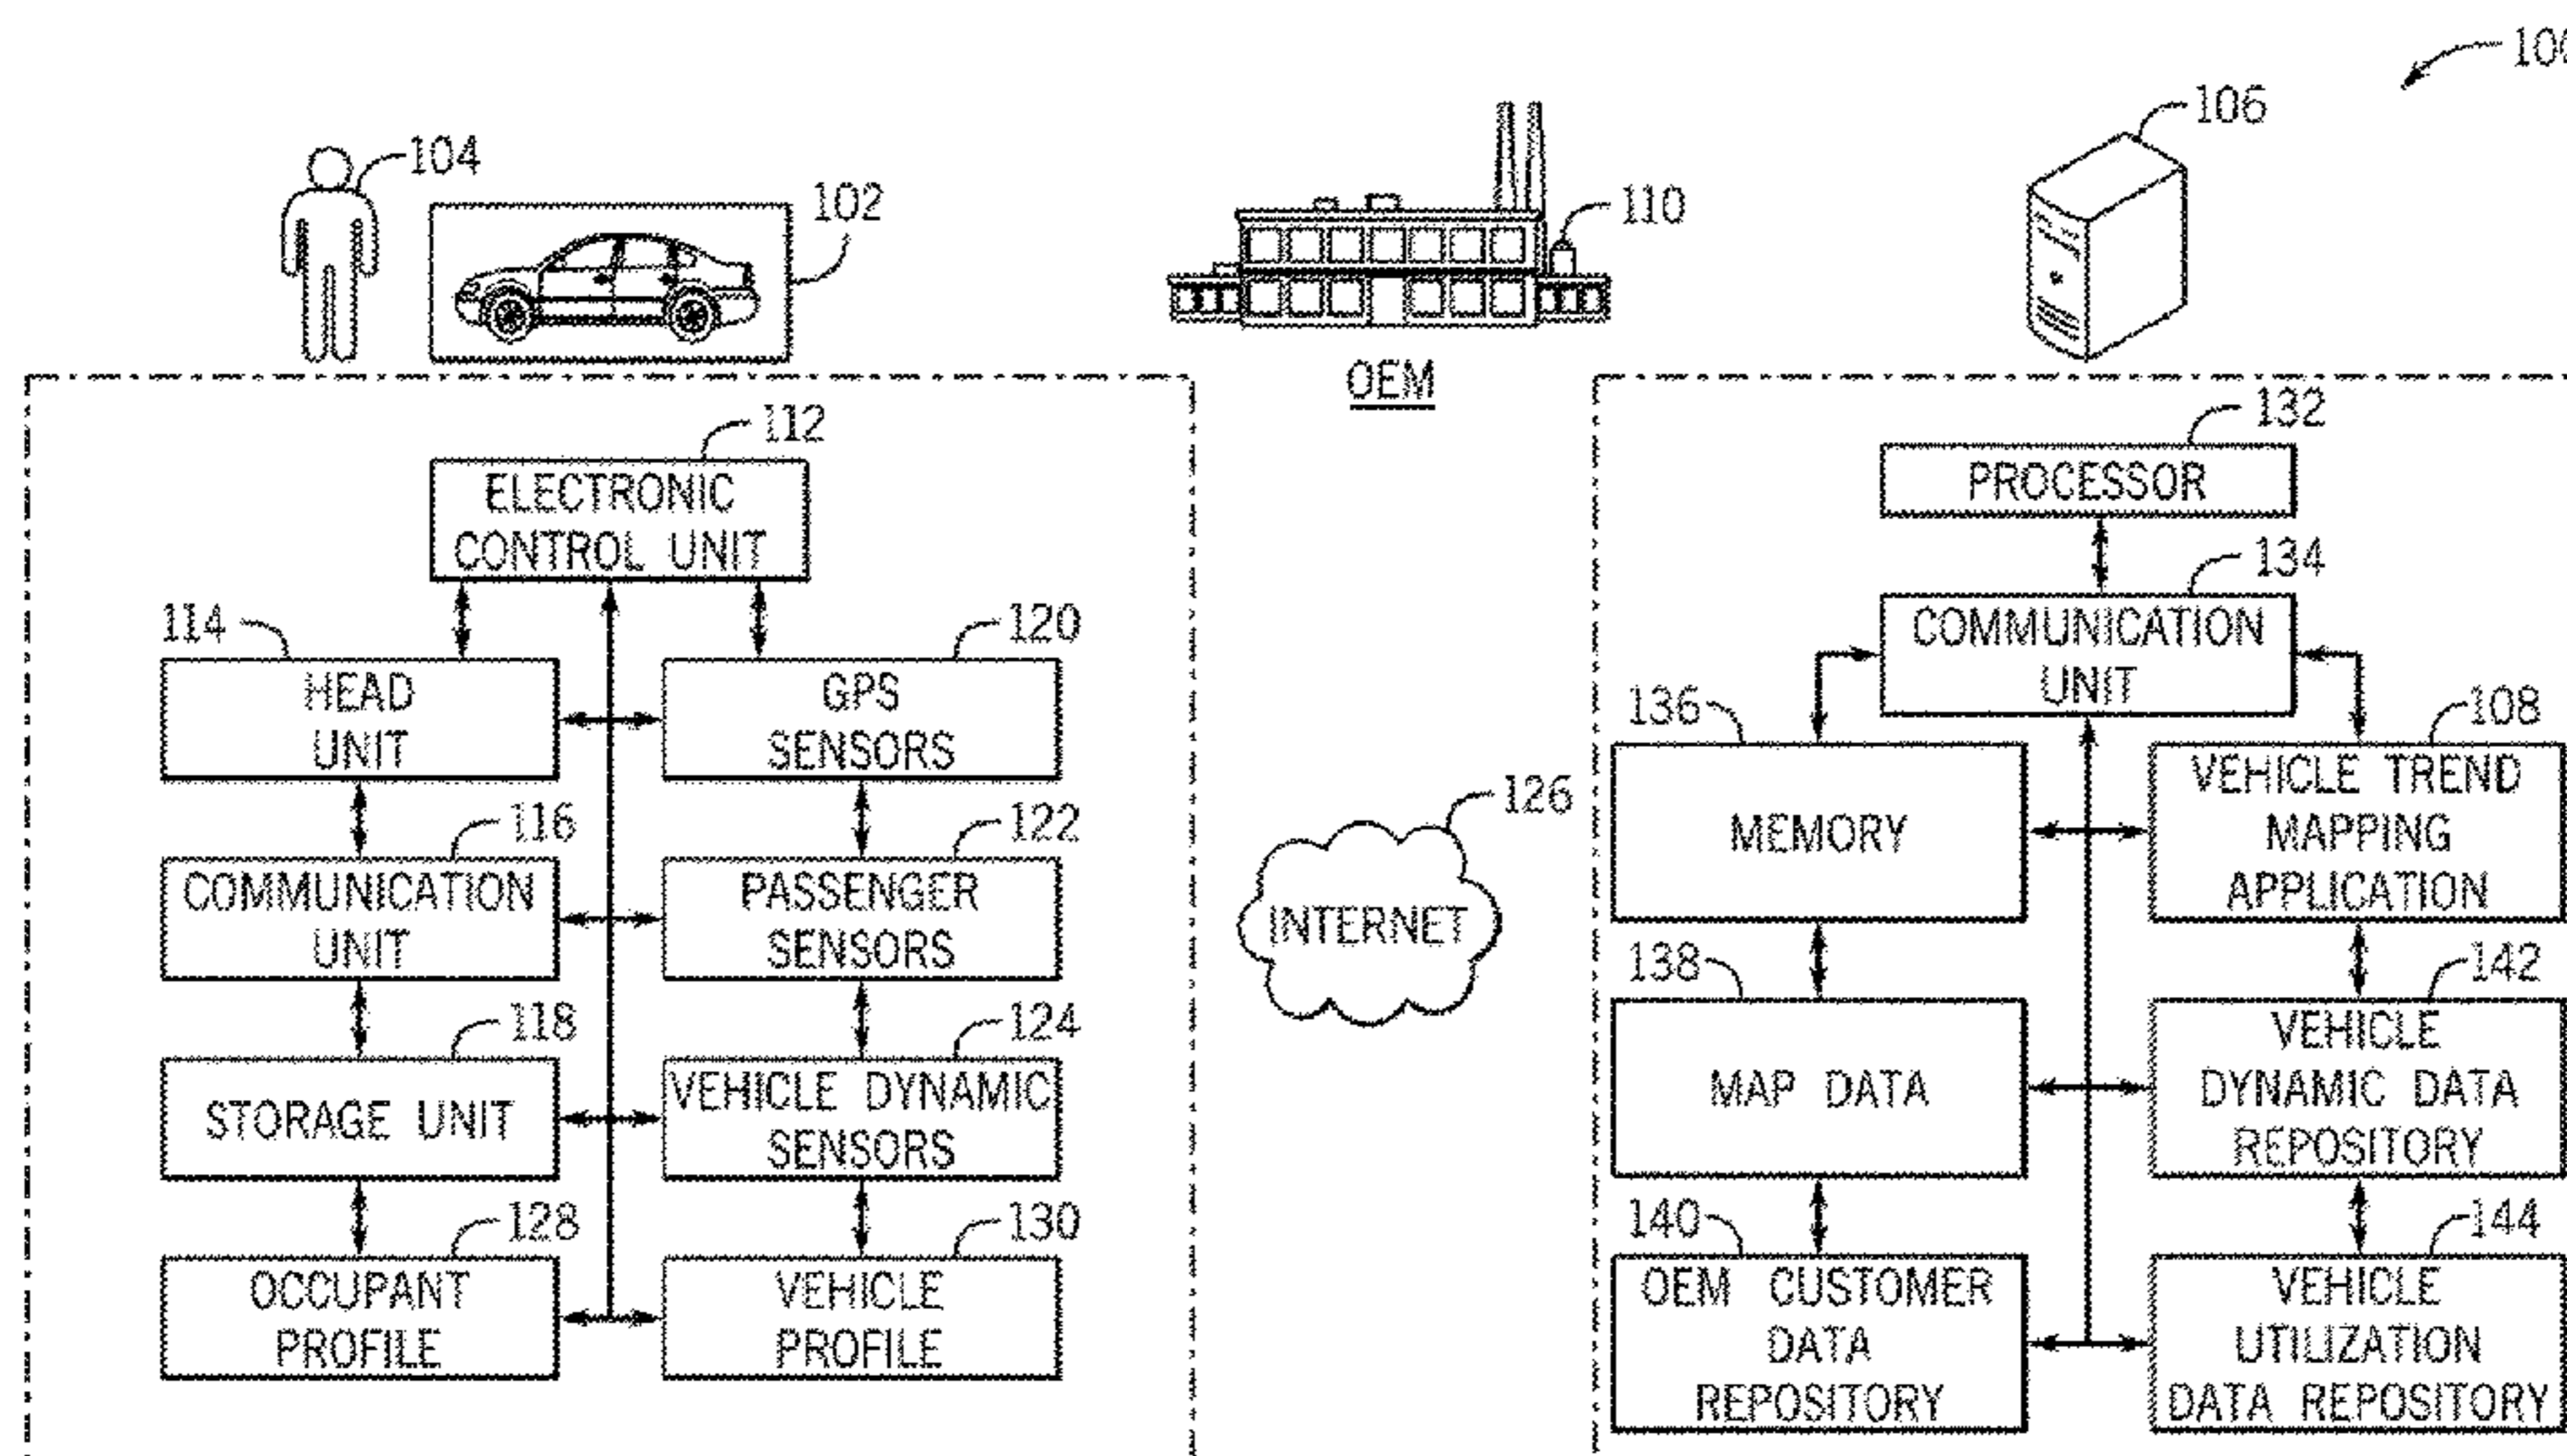 106
104
102
110
OEM
112
ELECTRONIC
CONTROL UNIT
114
HEAD
UNIT
120
GPS
SENSORS
116
COMMUNICATION
UNIT
122
PASSENGER
SENSORS
118
STORAGE UNIT
124
VEHICLE DYNAMIC
SENSORS
128
OCCUPANT
PROFILE
130
VEHICLE
PROFILE
126
INTERNET
132
PROCESSOR
134
COMMUNICATION
UNIT
136
MEMORY
108
VEHICLE TREND
MAPPING
APPLICATION
138
MAP DATA
142
VEHICLE
DYNAMIC DATA
REPOSITORY
140
OEM CUSTOMER
DATA
REPOSITORY
144
VEHICLE
UTILIZATION
DATA REPOSITORY